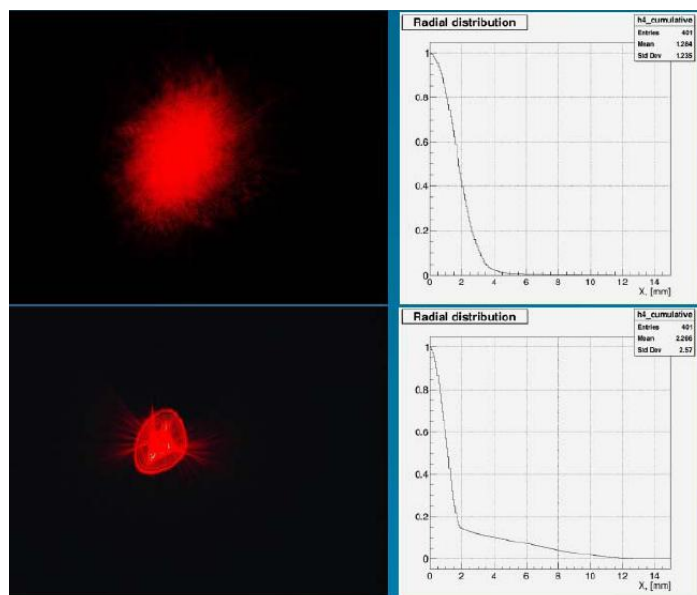 Radial distribution
h4_cumulative
Entries 401
Mean 1.284
Std Dev 1.235
1
0.8
0.6
0.4
0.2
0
0 2 4 6 8 10 12 14
X, [mm]
Radial distribution
h4_cumulative
Entries 401
Mean 2.266
Std Dev 2.57
1
0.8
0.6
0.4
0.2
0
0 2 4 6 8 10 12 14
X, [mm]